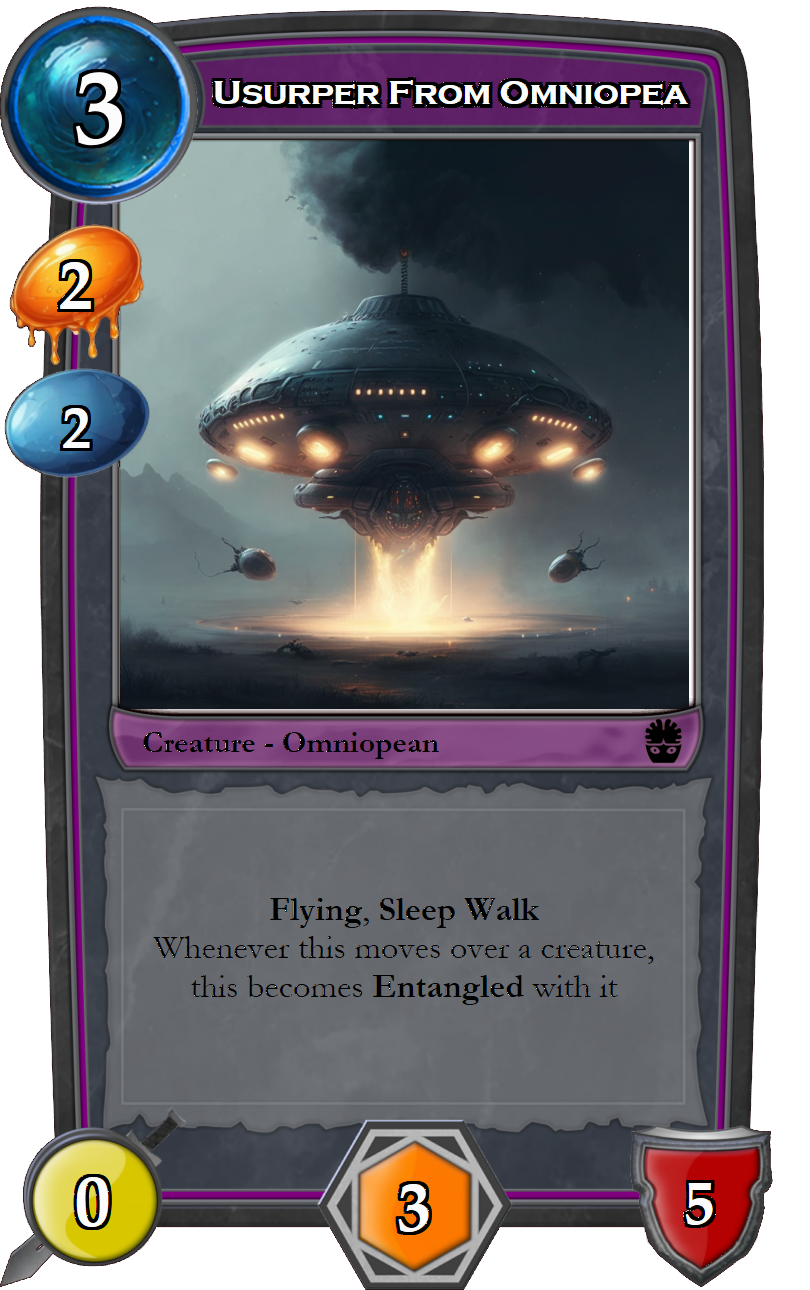 3
Usurper From Omniopea
2
2
Creature - Omniopean
Flying, Sleep Walk
Whenever this moves over a creature,
this becomes Entangled with it
0
3
5